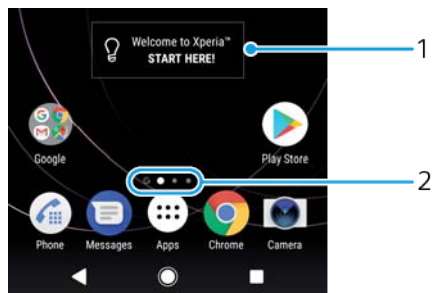 Welcome to Xperia™
START HERE!
1
Google
Play Store
2
Phone
Messages
Apps
Chrome
Camera